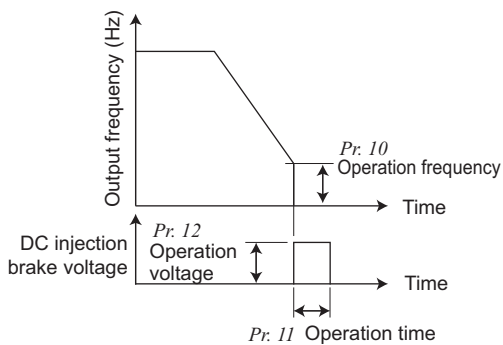 Output frequency (Hz)
Pr. 10
Operation frequency
Time
DC injection
brake voltage
Pr. 12
Operation
voltage
Time
Pr. 11 Operation time